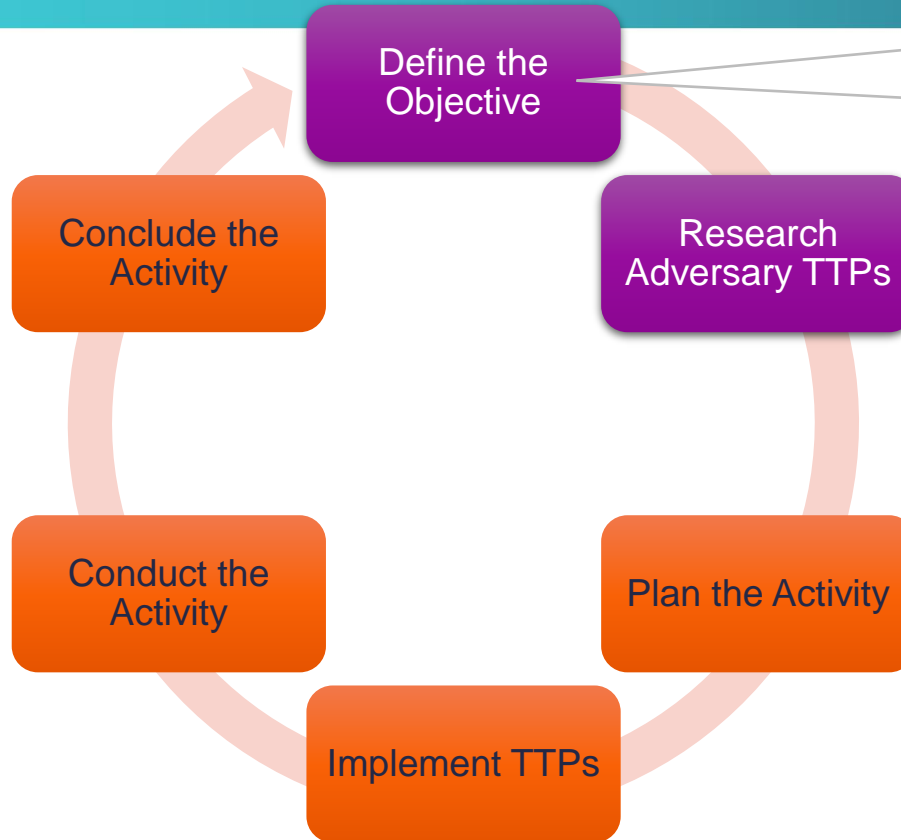 Define the
Objective
Research
Adversary TTPs
Plan the Activity
Implement TTPs
Conduct the
Activity
Conclude the
Activity